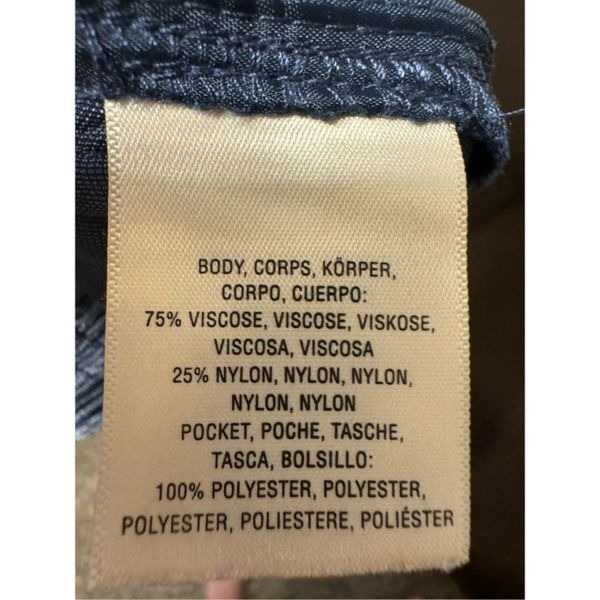 BODY, CORPS, KÖRPER,
CORPO, CUERPO:
75% VISCOSE, VISCOSE, VISKOSE,
VISCOSA, VISCOSA
25% NYLON, NYLON, NYLON,
NYLON, NYLON
POCKET, POCHE, TASCHE,
TASCA, BOLSILLO:
100% POLYESTER, POLYESTER,
POLYESTER, POLIESTERE, POLIÉSTER